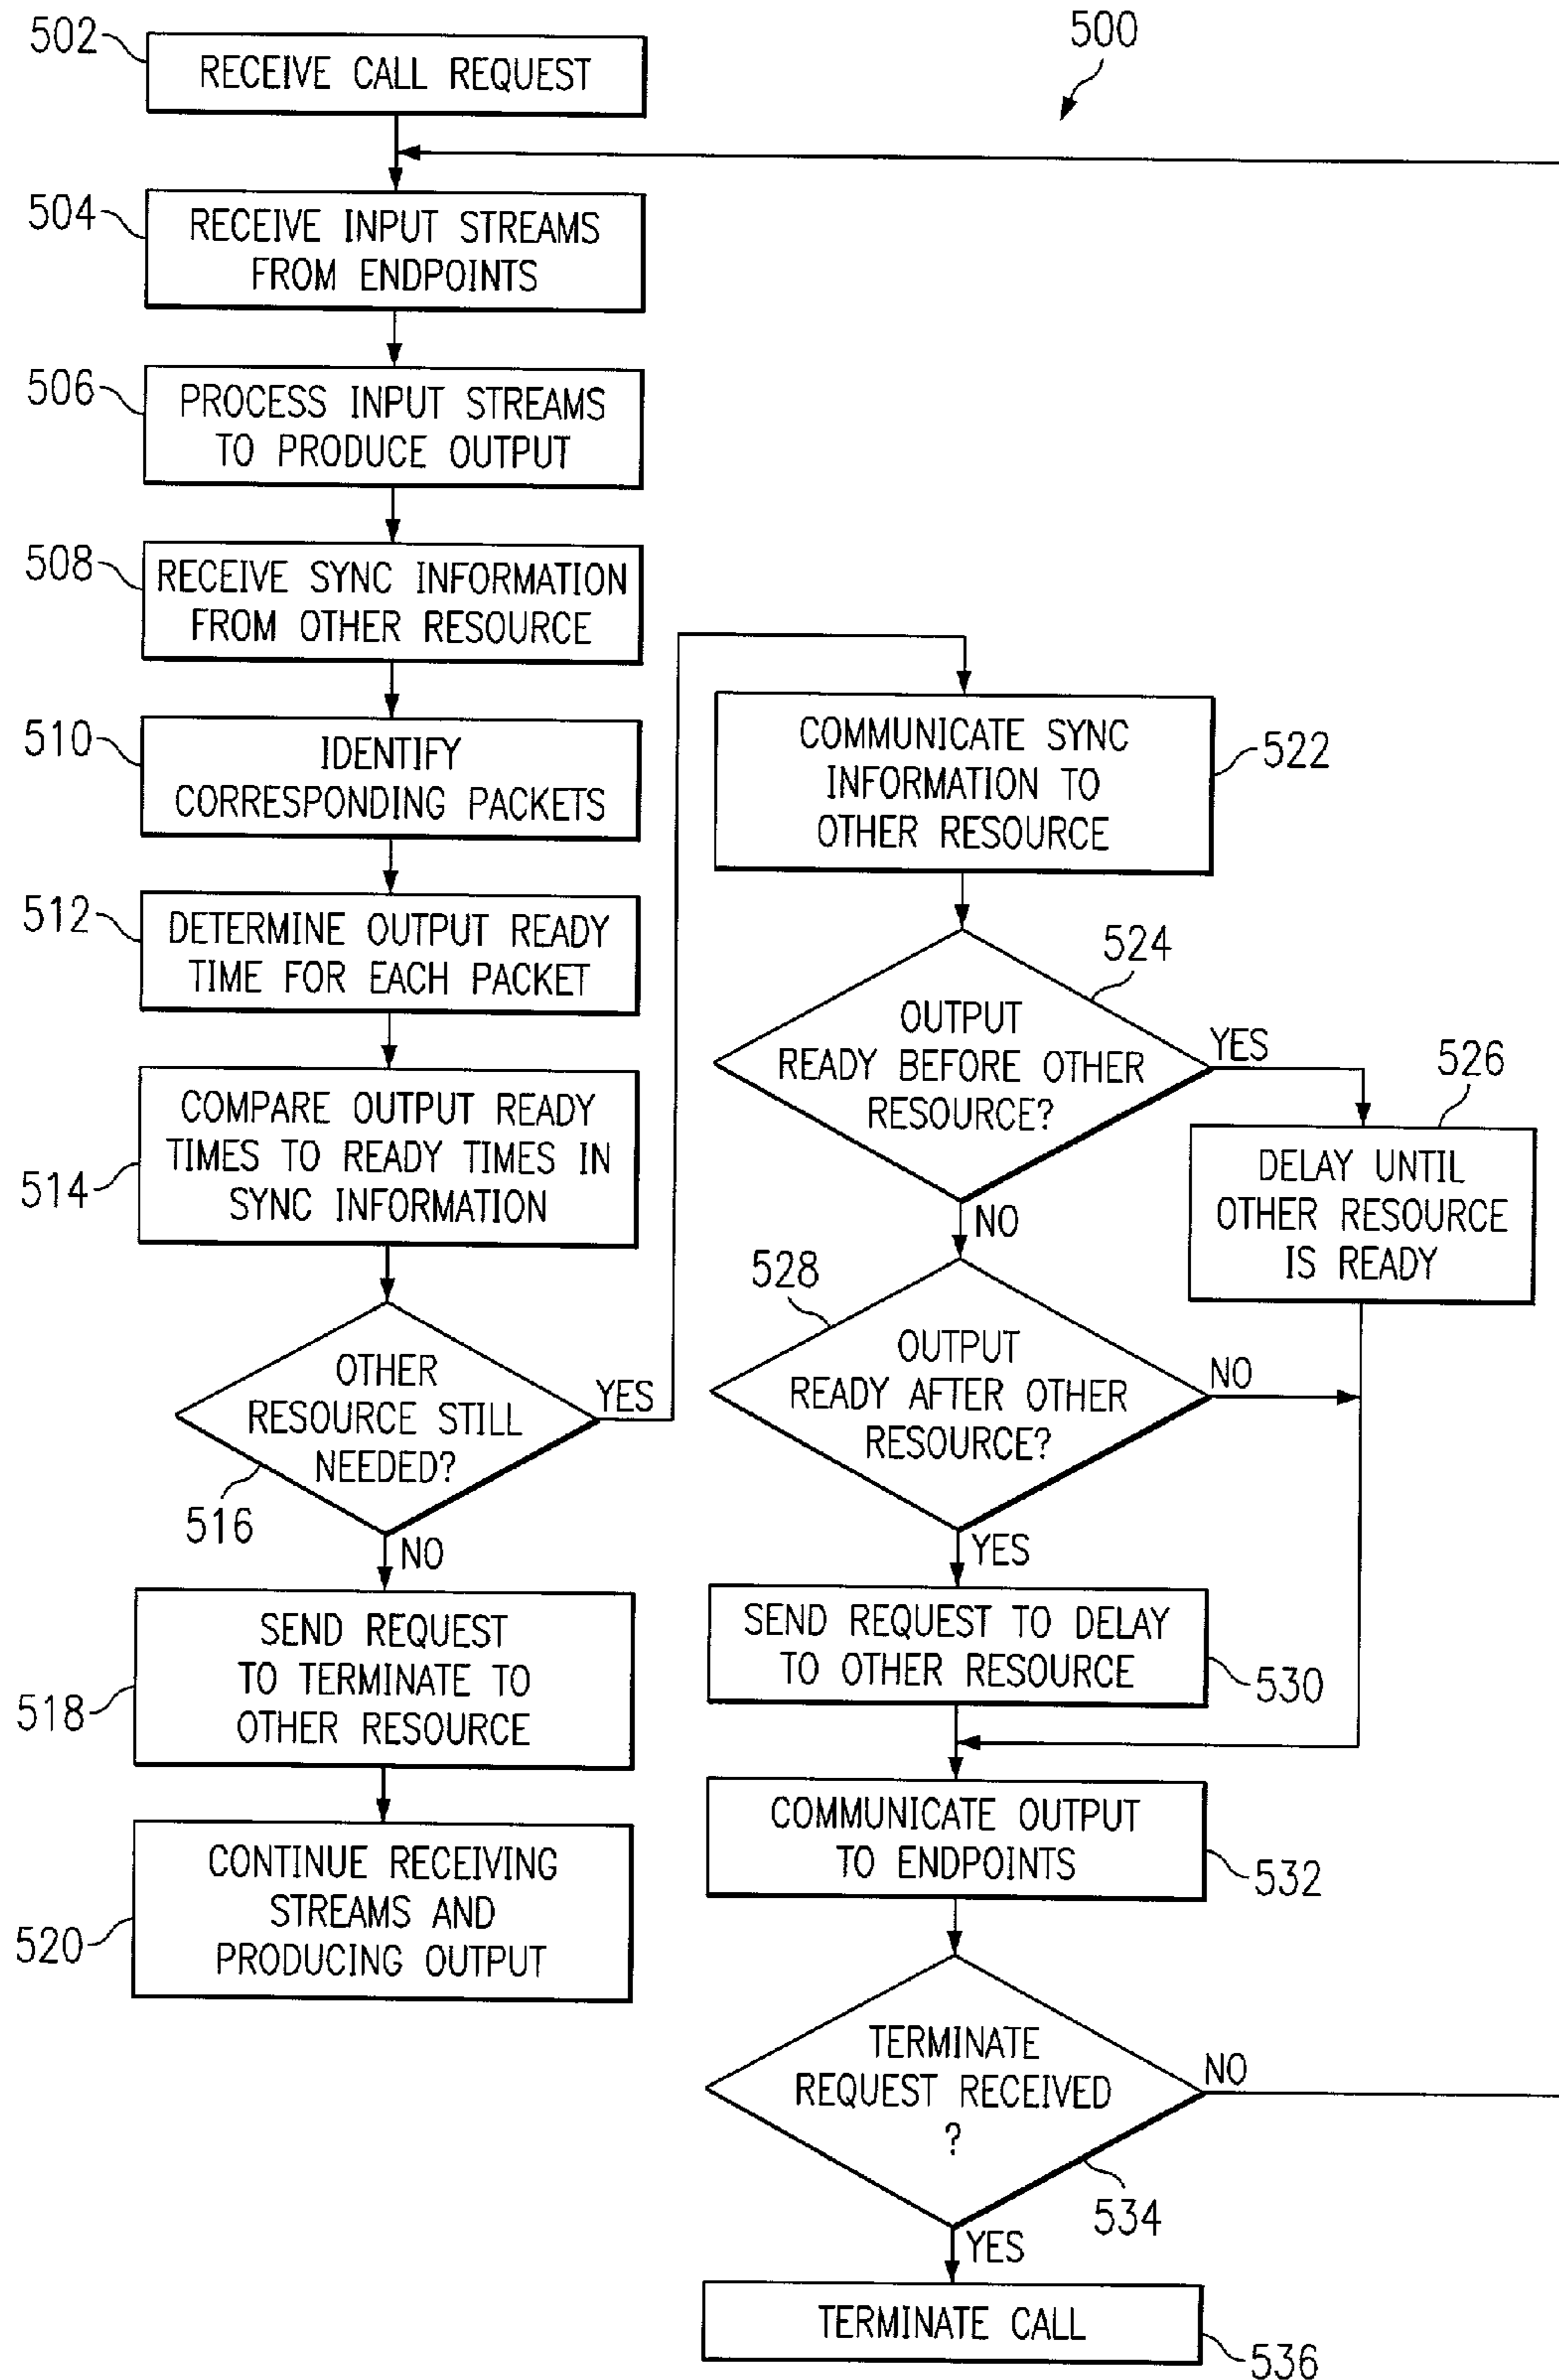 500
502
RECEIVE CALL REQUEST
504
RECEIVE INPUT STREAMS
FROM ENDPOINTS
506
PROCESS INPUT STREAMS
TO PRODUCE OUTPUT
508
RECEIVE SYNC INFORMATION
FROM OTHER RESOURCE
510
IDENTIFY
CORRESPONDING PACKETS
512
DETERMINE OUTPUT READY
TIME FOR EACH PACKET
514
COMPARE OUTPUT READY
TIMES TO READY TIMES IN
SYNC INFORMATION
OTHER
RESOURCE STILL
NEEDED?
516
YES
NO
518
SEND REQUEST
TO TERMINATE TO
OTHER RESOURCE
520
CONTINUE RECEIVING
STREAMS AND
PRODUCING OUTPUT
COMMUNICATE SYNC
INFORMATION TO
OTHER RESOURCE
522
524
OUTPUT
READY BEFORE OTHER
RESOURCE?
YES
NO
526
DELAY UNTIL
OTHER RESOURCE
IS READY
528
OUTPUT
READY AFTER OTHER
RESOURCE?
NO
YES
SEND REQUEST TO DELAY
TO OTHER RESOURCE
530
COMMUNICATE OUTPUT
TO ENDPOINTS
532
TERMINATE
REQUEST RECEIVED
?
NO
534
YES
TERMINATE CALL
536